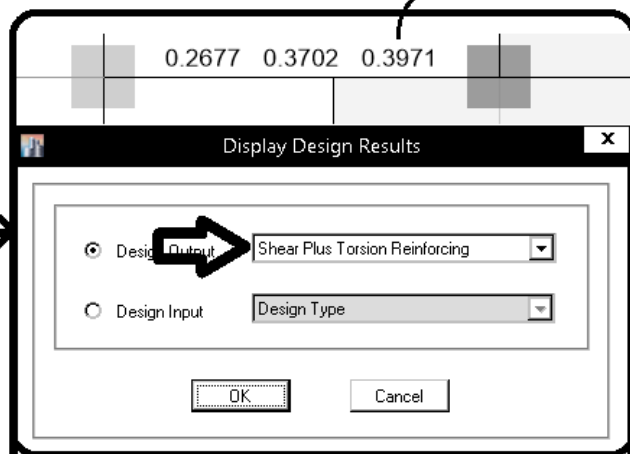 0.2677 0.3702 0.3971
Display Design Results
x
Design Output
Shear Plus Torsion Reinforcing
Design Input
Design Type
OK
Cancel